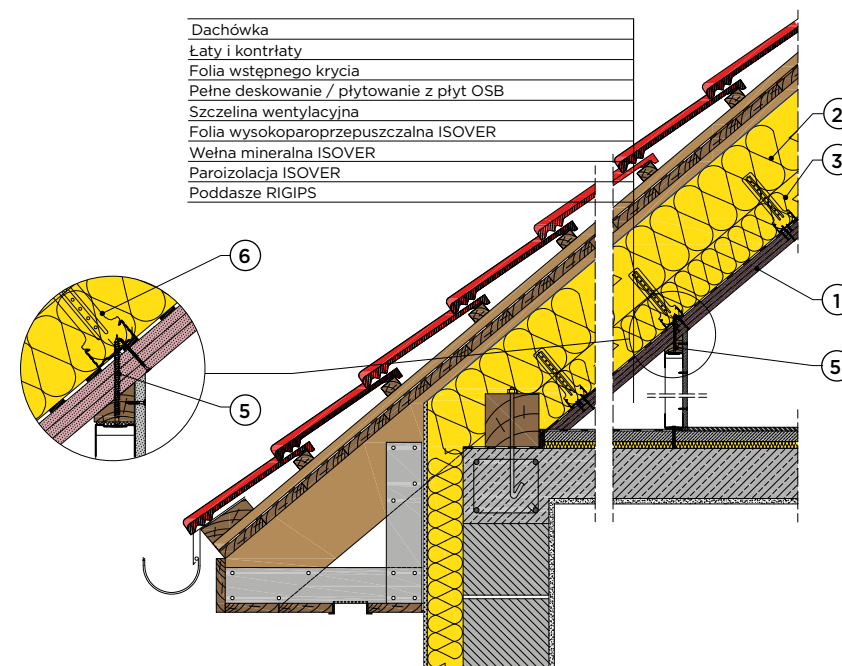 Dachówka
Łaty i kontrłaty
Folia wstępnego krycia
Pełne deskowanie / płytowanie z płyt OSB
Szczelina wentylacyjna
Folia wysokoparoprzepuszczalna ISOVER
Wełna mineralna ISOVER
Paroizolacja ISOVER
Poddasze RIGIPS
2
3
6
1
5
5